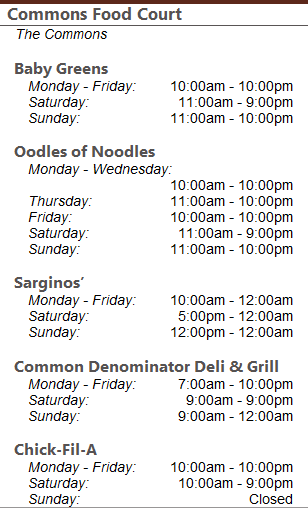 Commons Food Court
The Commons
Baby Greens
Monday - Friday: 10:00am - 10:00pm
Saturday: 11:00am - 9:00pm
Sunday: 11:00am - 10:00pm
Oodles of Noodles
Monday - Wednesday:
10:00am - 10:00pm
Thursday: 11:00am - 10:00pm
Friday: 10:00am - 10:00pm
Saturday: 11:00am - 9:00pm
Sunday: 11:00am - 10:00pm
Sarginos’
Monday - Friday: 10:00am - 12:00am
Saturday: 5:00pm - 12:00am
Sunday: 12:00pm - 12:00am
Common Denominator Deli & Grill
Monday - Friday: 7:00am - 10:00pm
Saturday: 9:00am - 9:00pm
Sunday: 9:00am - 12:00am
Chick-Fil-A
Monday - Friday: 10:00am - 10:00pm
Saturday: 10:00am - 9:00pm
Sunday: Closed